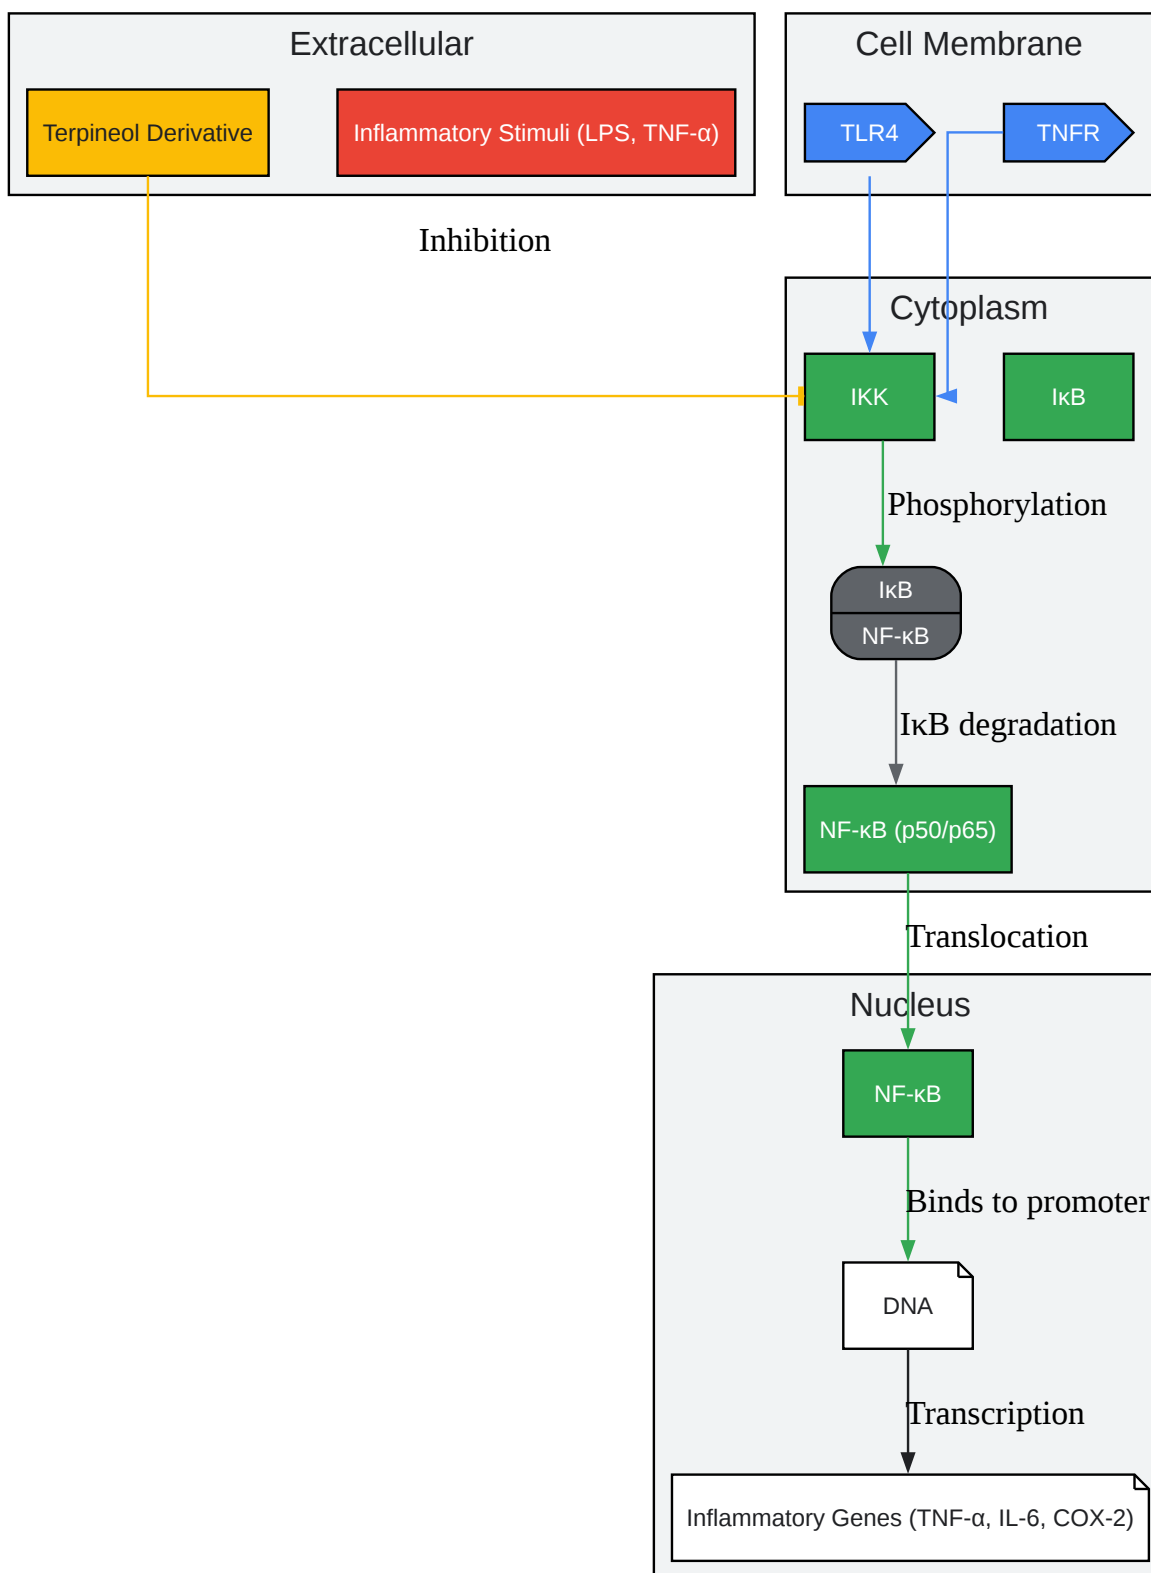 Extracellular
Cell Membrane
Terpineol Derivative
Inflammatory Stimuli (LPS, TNF-α)
TLR4
TNFR
Inhibition
Cytoplasm
IKK
IκB
Phosphorylation
IκB
NF-κB
IκB degradation
NF-κB (p50/p65)
Translocation
Nucleus
NF-κB
Binds to promoter
DNA
Transcription
Inflammatory Genes (TNF-α, IL-6, COX-2)